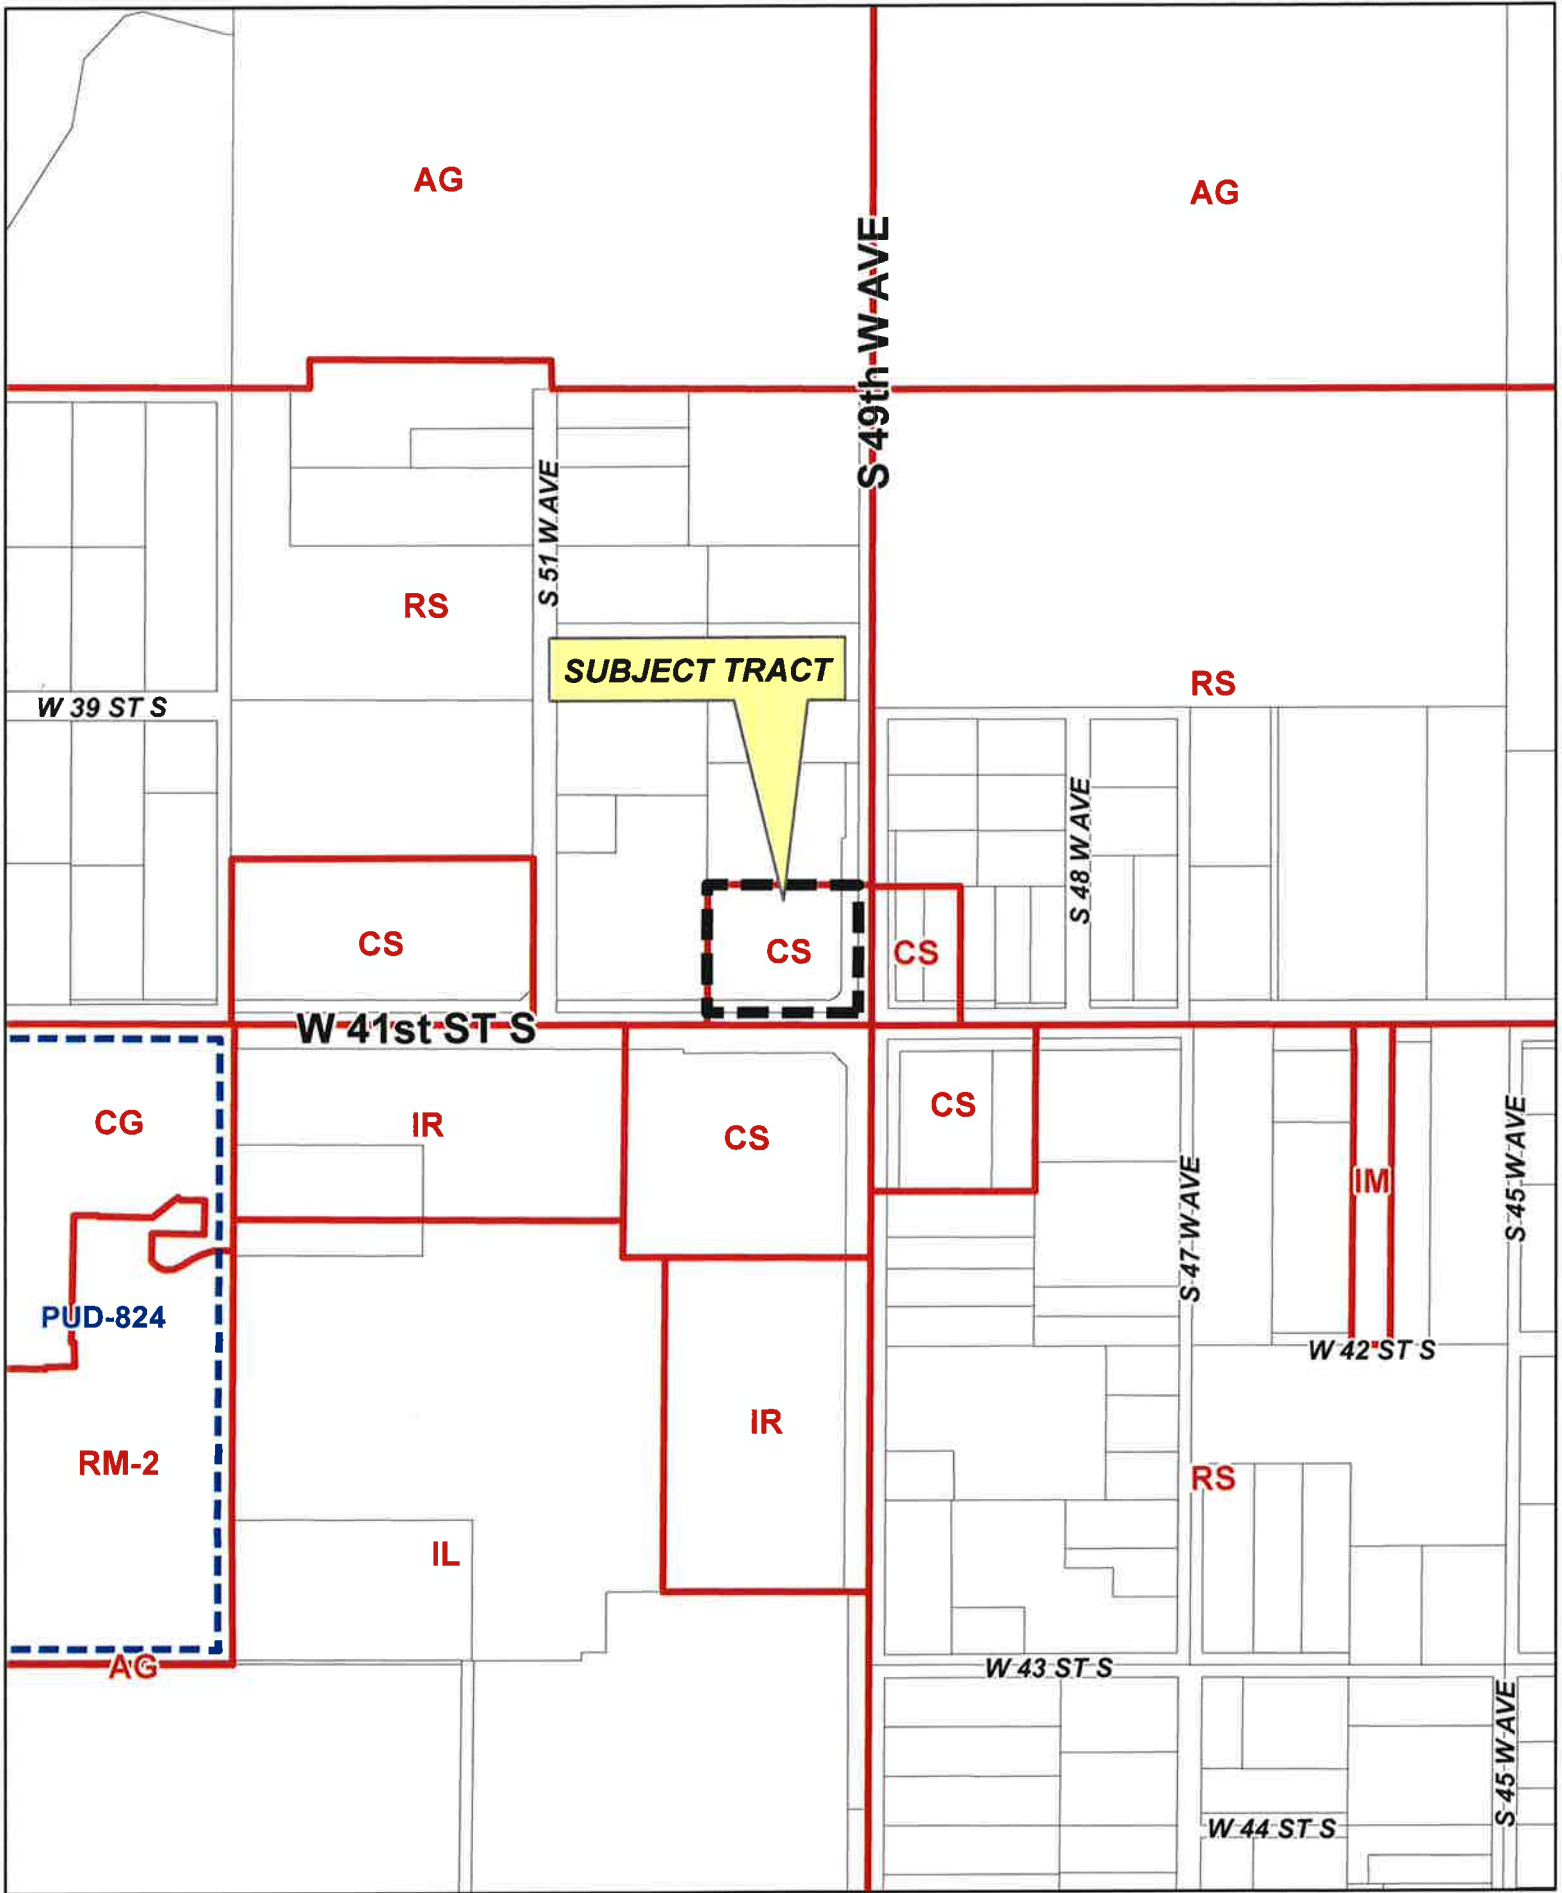 AG
AG
S 49th W AVE
S 51 W AVE
RS
SUBJECT TRACT
RS
W 39 ST S
S 48 W AVE
CS
CS
CS
W 41st ST S
CG
IR
CS
CS
IM
S 45 W AVE
S 47 W AVE
PUD-824
W 42 ST S
IR
RM-2
RS
IL
AG
W 43 ST S
S 45 W AVE
W 44 ST S